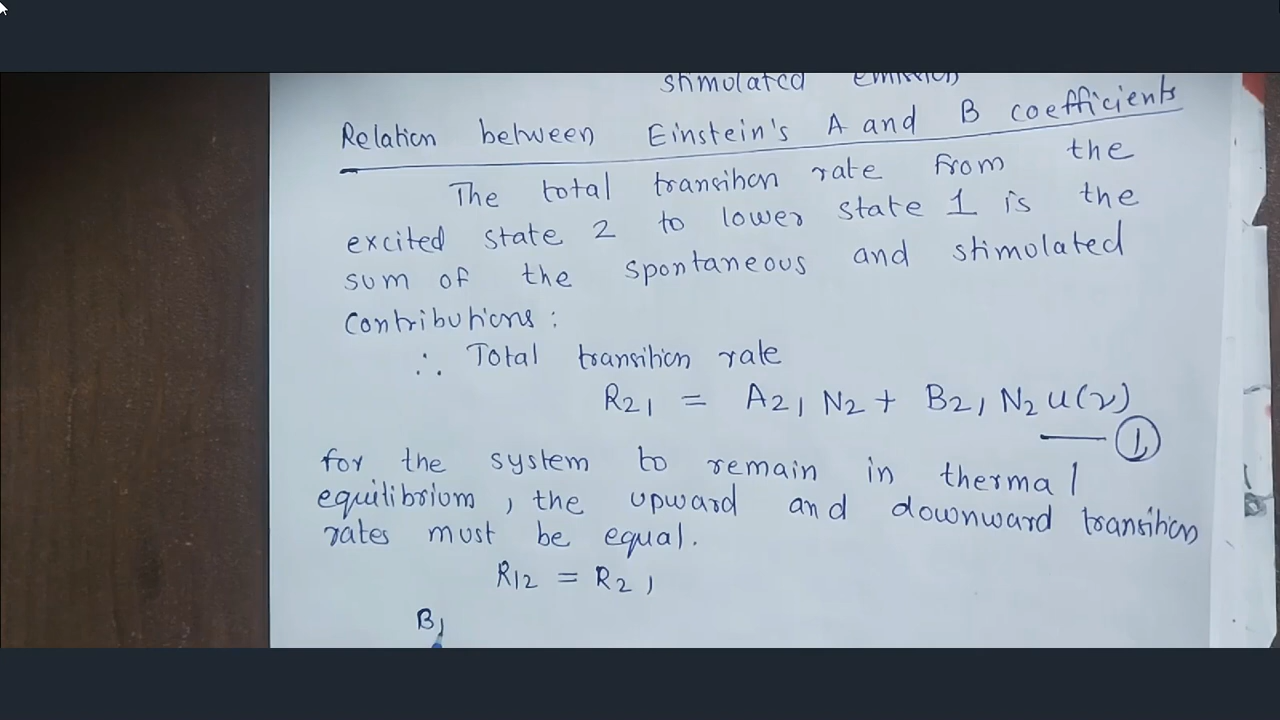 stimulated emission
Relation between Einstein's A and B coefficients
The total transition rate from the
excited state 2 to lower state 1 is the
sum of the spontaneous and stimulated
contributions:
∴ Total transition rate
R₂₁ = A₂₁ N₂ + B₂₁ N₂ u(ν)
— ①
for the system to remain in thermal
equilibrium, the upward and downward transition
rates must be equal.
R₁₂ = R₂₁
B₁